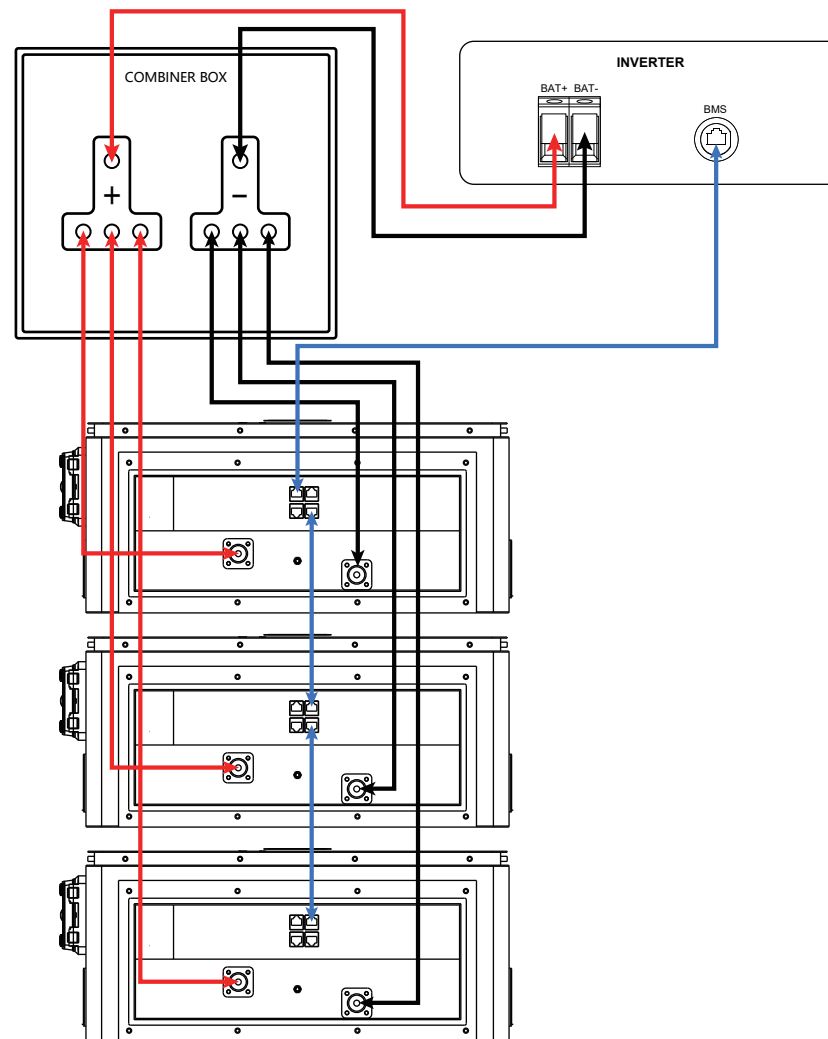 COMBINER BOX
INVERTER
BAT+ BAT-
BMS
+ −